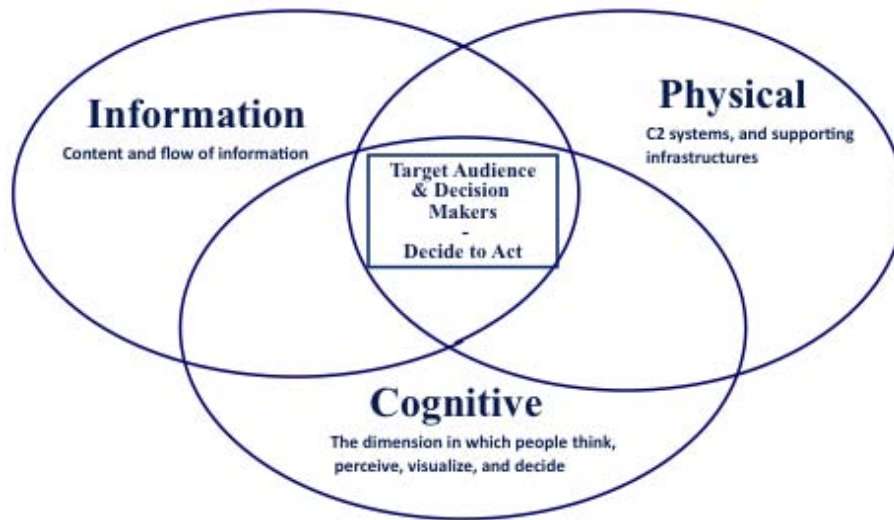 Information
Content and flow of information
Physical
C2 systems, and supporting
infrastructures
Target Audience
& Decision
Makers
-
Decide to Act
Cognitive
The dimension in which people think,
perceive, visualize, and decide